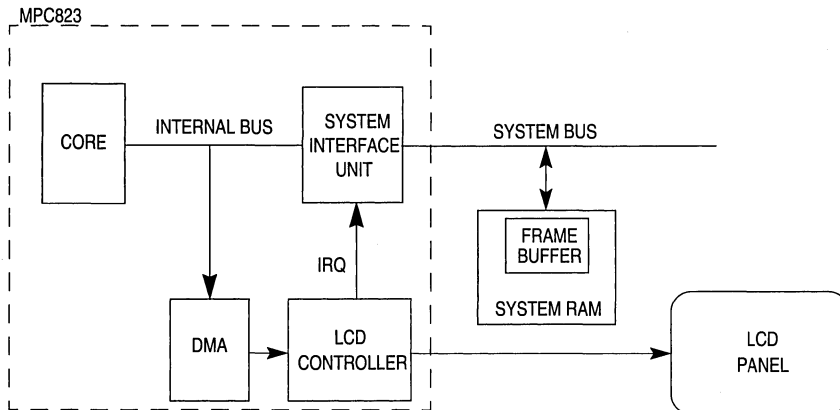 MPC823
CORE
INTERNAL BUS
SYSTEM
INTERFACE
UNIT
SYSTEM BUS
IRQ
FRAME
BUFFER
SYSTEM RAM
DMA
LCD
CONTROLLER
LCD
PANEL